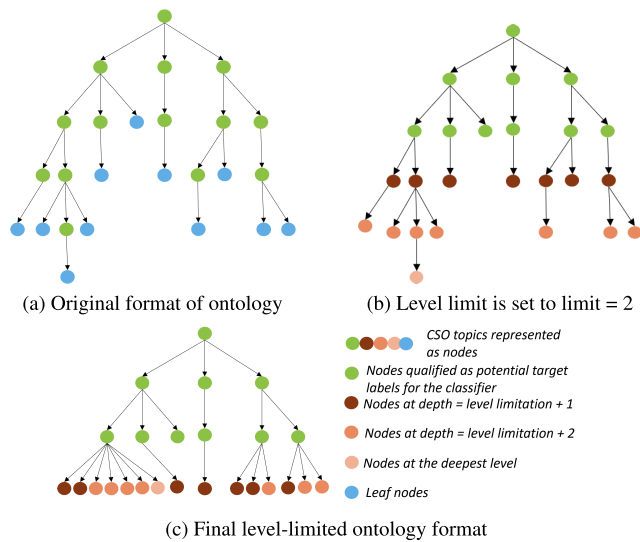 (a) Original format of ontology
(b) Level limit is set to limit = 2
CSO topics represented
as nodes
Nodes qualified as potential target
labels for the classifier
Nodes at depth = level limitation + 1
Nodes at depth = level limitation + 2
Nodes at the deepest level
Leaf nodes
(c) Final level-limited ontology format